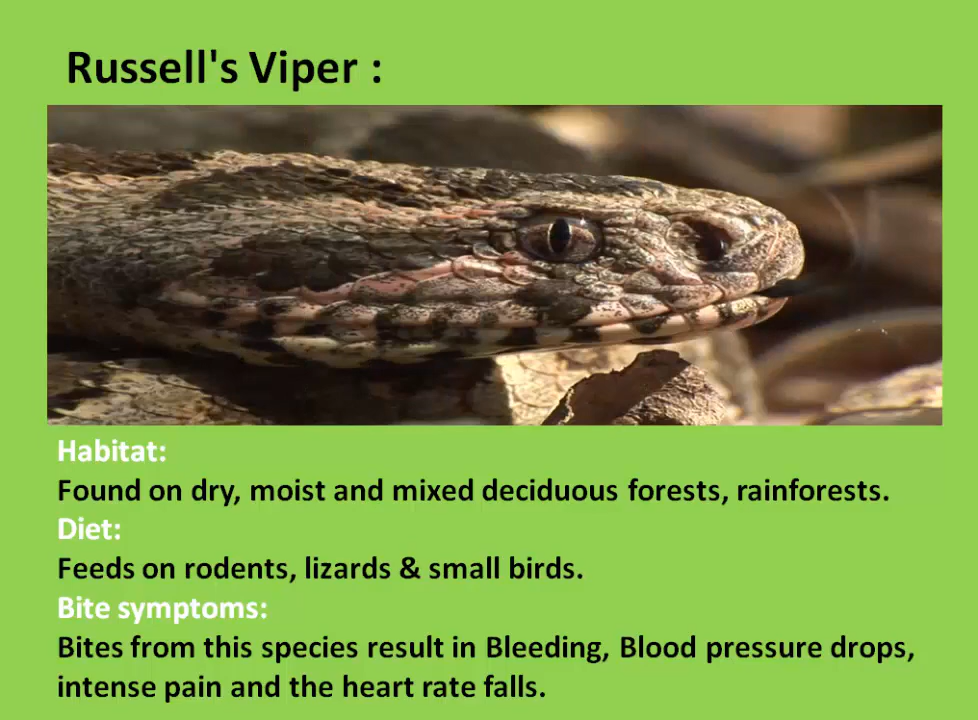 Russell's Viper :
Habitat:
Found on dry, moist and mixed deciduous forests, rainforests.
Diet:
Feeds on rodents, lizards & small birds.
Bite symptoms:
Bites from this species result in Bleeding, Blood pressure drops,
intense pain and the heart rate falls.